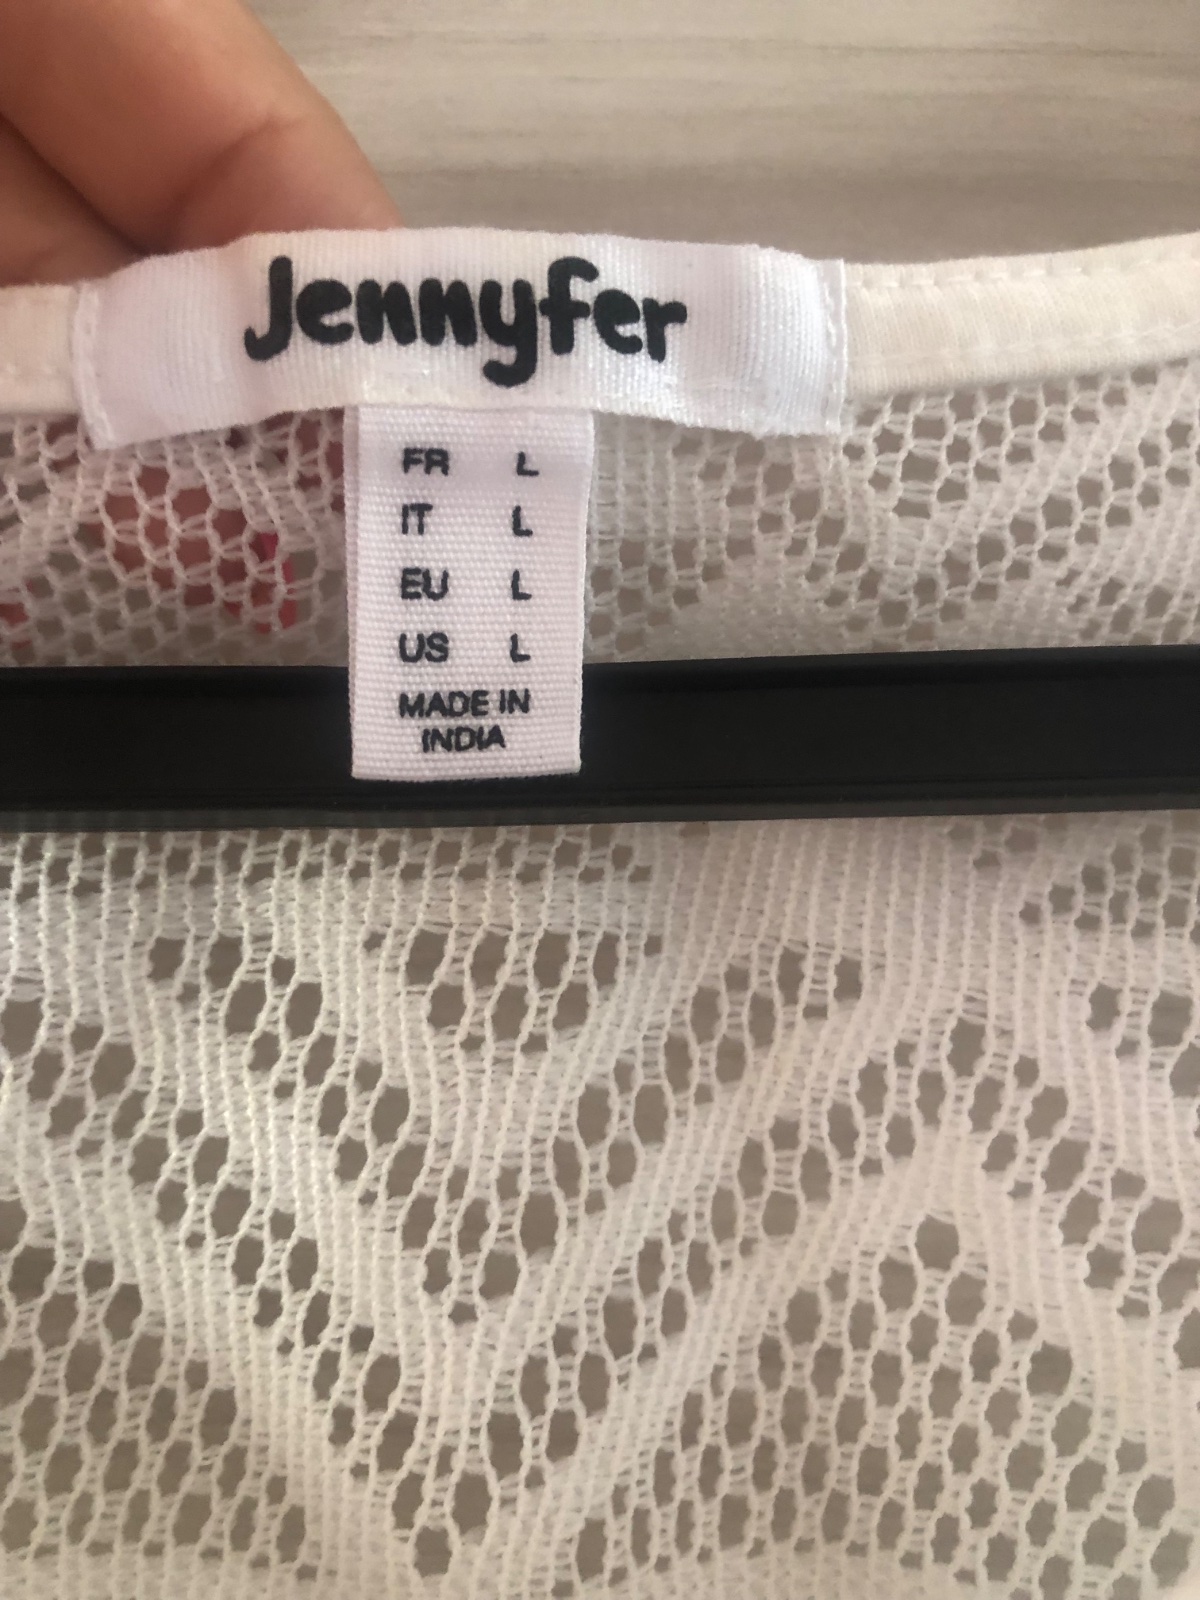 Jennyfer
FR L
IT L
EU L
US L
MADE IN
INDIA